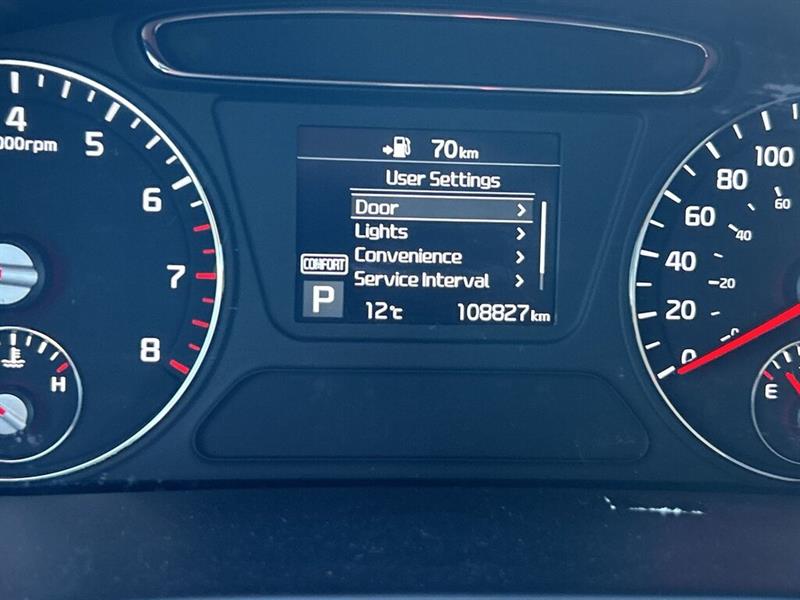 4
5
6
7
8
000rpm
H
70km
User Settings
Door
Lights
Convenience
Service Interval
COMFORT
P
12°C
108827km
100
80
60
40
20
0
60
40
20
0
E